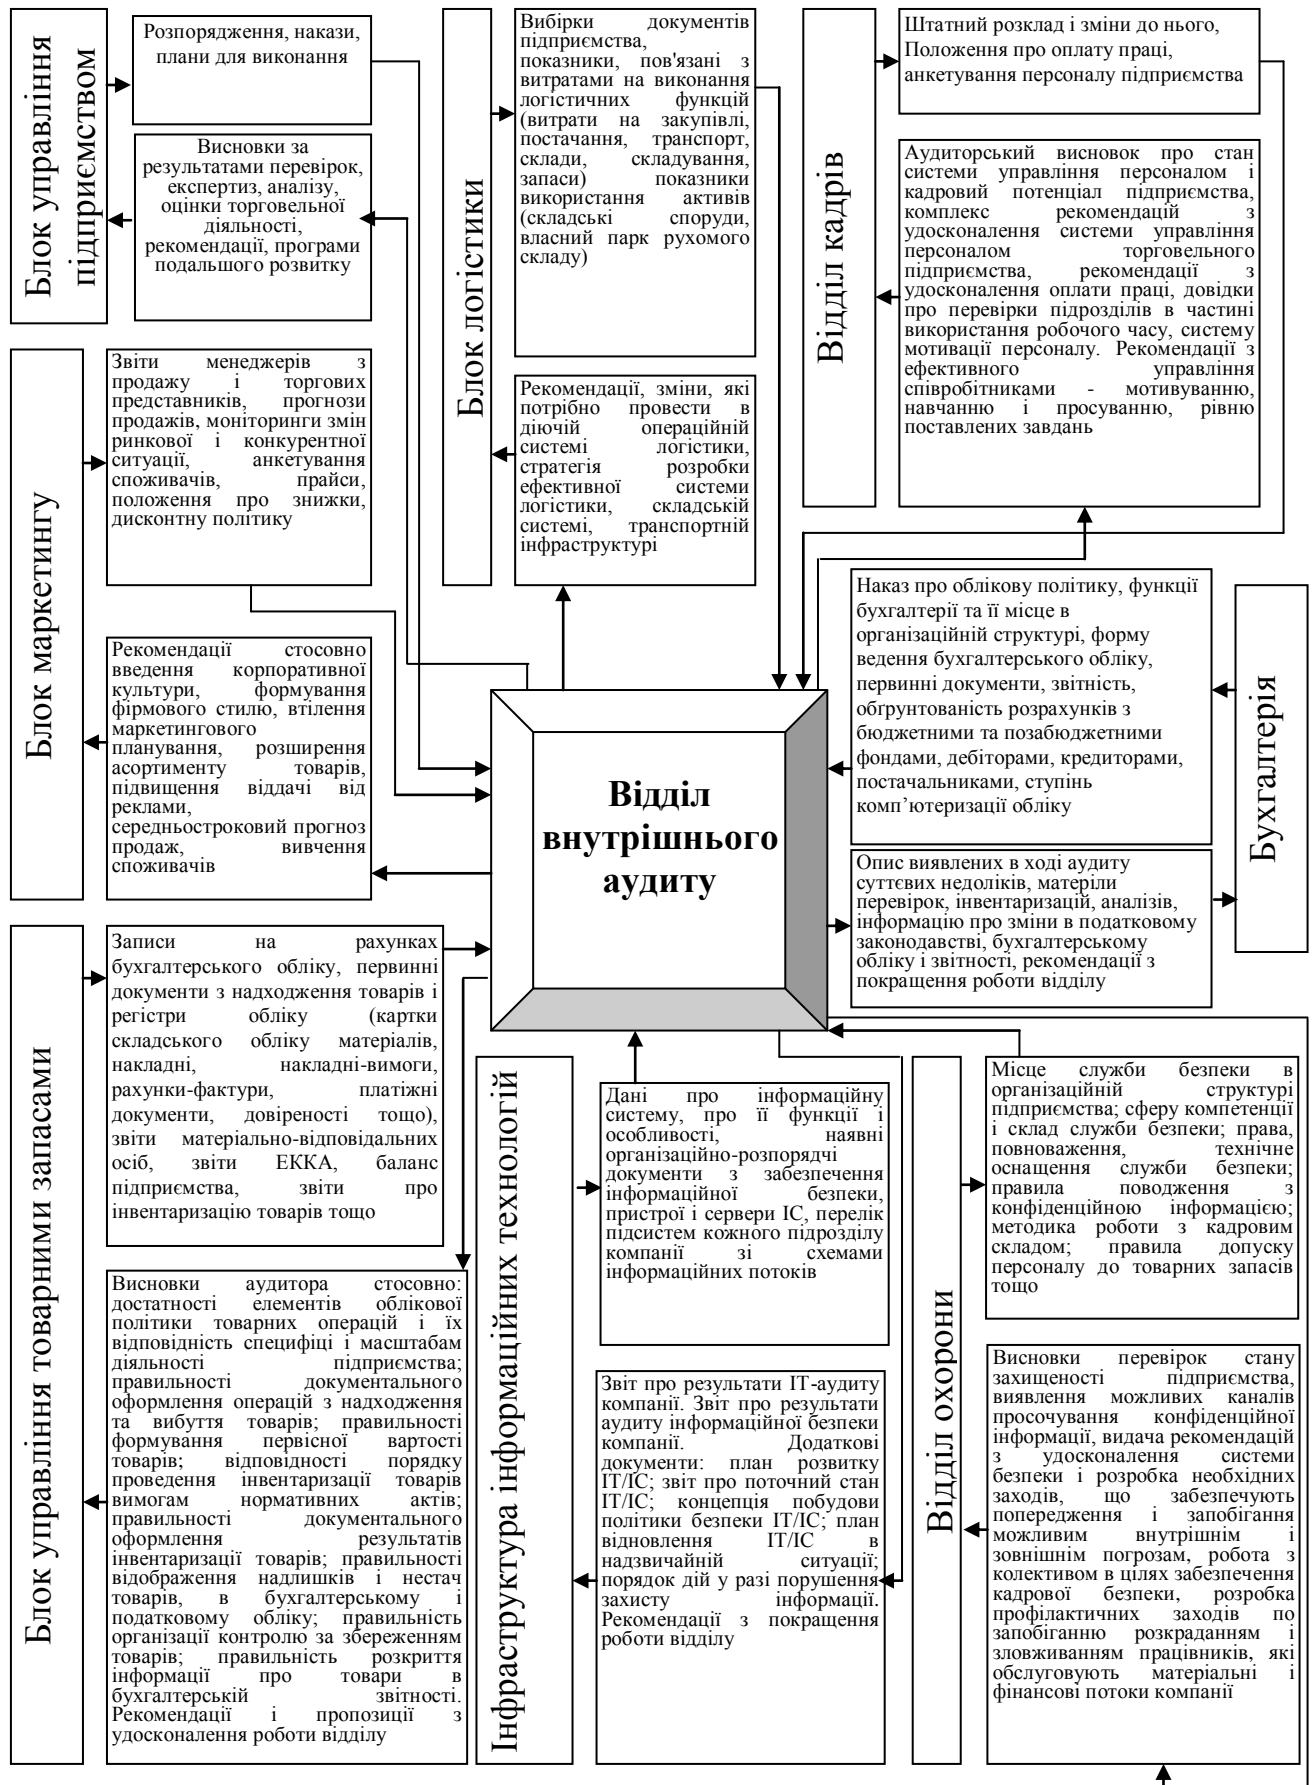 Блок управління
підприємством
Розпорядження, накази,
плани для виконання
Висновки за
результатами перевірок,
експертиз, аналізу,
оцінки торговельної
діяльності,
рекомендації, програми
подальшого розвитку
Блок логістики
Вибірки документів
підприємства,
показники, пов'язані з
витратами на виконання
логістичних функцій
(витрати на закупівлі,
постачання, транспорт,
склади, складування,
запаси) показники
використання активів
(складські споруди,
власний парк рухомого
складу)
Рекомендації, зміни, які
потрібно провести в
діючій операційній
системі логістики,
стратегія розробки
ефективної системи
логістики, складській
системі, транспортній
інфраструктурі
Відділ кадрів
Штатний розклад і зміни до нього,
Положення про оплату праці,
анкетування персоналу підприємства
Аудиторський висновок про стан
системи управління персоналом і
кадровий потенціал підприємства,
комплекс рекомендацій з
удосконалення системи управління
персоналом торговельного
підприємства, рекомендації з
удосконалення оплати праці, довідки
про перевірки підрозділів в частині
використання робочого часу, систему
мотивації персоналу. Рекомендації з
ефективного управління
співробітниками - мотивуванню,
навчанню і просуванню, рівню
поставлених завдань
Блок маркетингу
Звіти менеджерів з
продажу і торгових
представників, прогнози
продажів, моніторинги змін
ринкової і конкурентної
ситуації, анкетування
споживачів, прайси,
положення про знижки,
дисконтну політику
Рекомендації стосовно
введення корпоративної
культури, формування
фірмового стилю, втілення
маркетингового
планування, розширення
асортименту товарів,
підвищення віддачі від
реклами,
середньостроковий прогноз
продаж, вивчення
споживачів
Відділ
внутрішнього
аудиту
Наказ про облікову політику, функції
бухгалтерії та її місце в
організаційній структурі, форму
ведення бухгалтерського обліку,
первинні документи, звітність,
обґрунтованість розрахунків з
бюджетними та позабюджетними
фондами, дебіторами, кредиторами,
постачальниками, ступінь
комп’ютеризації обліку
Опис виявлених в ході аудиту
суттєвих недоліків, матеріли
перевірок, інвентаризацій, аналізів,
інформацію про зміни в податковому
законодавстві, бухгалтерському
обліку і звітності, рекомендації з
покращення роботи відділу
Бухгалтерія
Блок управління товарними запасами
Записи на рахунках
бухгалтерського обліку, первинні
документи з надходження товарів і
регістри обліку (картки
складського обліку матеріалів,
накладні, накладні-вимоги,
рахунки-фактури, платіжні
документи, довіреності тощо),
звіти матеріально-відповідальних
осіб, звіти ЕККА, баланс
підприємства, звіти про
інвентаризацію товарів тощо
Висновки аудитора стосовно:
достатності елементів облікової
політики товарних операцій і їх
відповідність специфіці і масштабам
діяльності підприємства;
правильності документального
оформлення операцій з надходження
та вибуття товарів; правильності
формування первісної вартості
товарів; відповідності порядку
проведення інвентаризації товарів
вимогам нормативних актів;
правильності документального
оформлення результатів
інвентаризації товарів; правильності
відображення надлишків і нестач
товарів, в бухгалтерському і
податковому обліку; правильність
організації контролю за збереженням
товарів; правильність розкриття
інформації про товари в
бухгалтерській звітності.
Рекомендації і пропозиції з
удосконалення роботи відділу
Інфраструктура інформаційних технологій
Дані про інформаційну
систему, про її функції і
особливості, наявні
організаційно-розпорядчі
документи з забезпечення
інформаційної безпеки,
пристрої і сервери ІС, перелік
підсистем кожного підрозділу
компанії зі схемами
інформаційних потоків
Звіт про результати ІТ-аудиту
компанії. Звіт про результати
аудиту інформаційної безпеки
компанії. Додаткові
документи: план розвитку
ІТ/ІС; звіт про поточний стан
ІТ/ІС; концепція побудови
політики безпеки ІТ/ІС; план
відновлення ІТ/ІС в
надзвичайній ситуації;
порядок дій у разі порушення
захисту інформації.
Рекомендації з покращення
роботи відділу
Відділ охорони
Місце служби безпеки в
організаційній структурі
підприємства; сферу компетенції
і склад служби безпеки; права,
повноваження, технічне
оснащення служби безпеки;
правила поводження з
конфіденційною інформацією;
методика роботи з кадровим
складом; правила допуску
персоналу до товарних запасів
тощо
Висновки перевірок стану
захищеності підприємства,
виявлення можливих каналів
просочування конфіденційної
інформації, видача рекомендацій
з удосконалення системи
безпеки і розробка необхідних
заходів, що забезпечують
попередження і запобігання
можливим внутрішнім і
зовнішнім погрозам, робота з
колективом в цілях забезпечення
кадрової безпеки, розробка
профілактичних заходів по
запобіганню розкраданням і
зловживанням працівників, які
обслуговують матеріальні і
фінансові потоки компанії